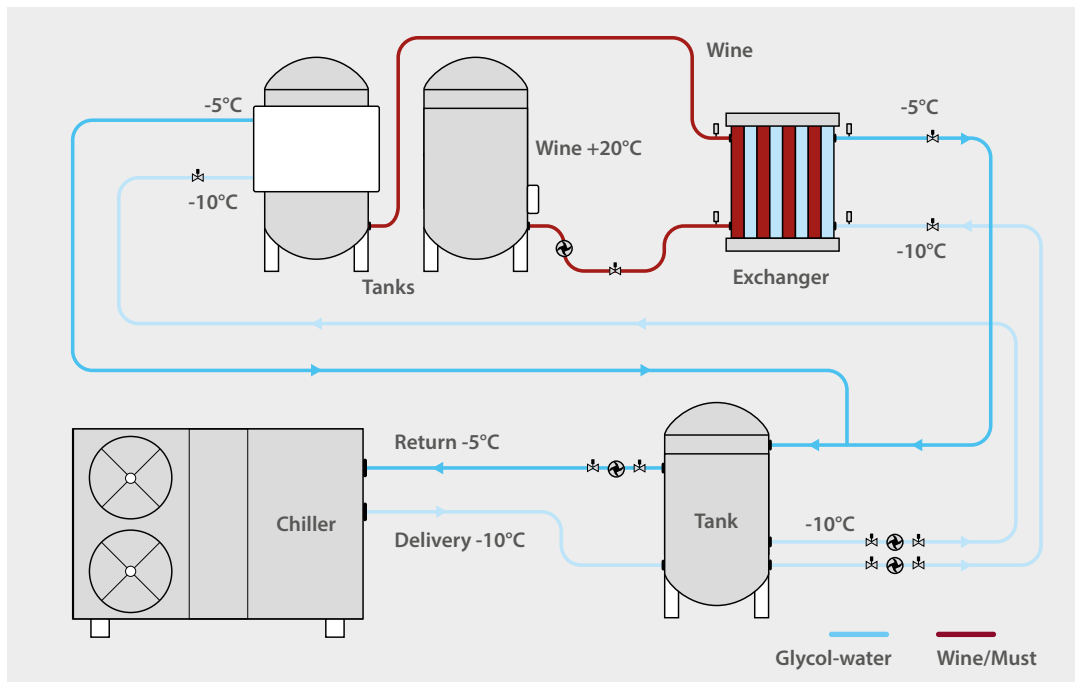 Wine
-5°C
-5°C
Wine +20°C
-10°C
-10°C
Exchanger
Tanks
Return -5°C
Chiller
Tank
-10°C
Delivery -10°C
Glycol-water
Wine/Must